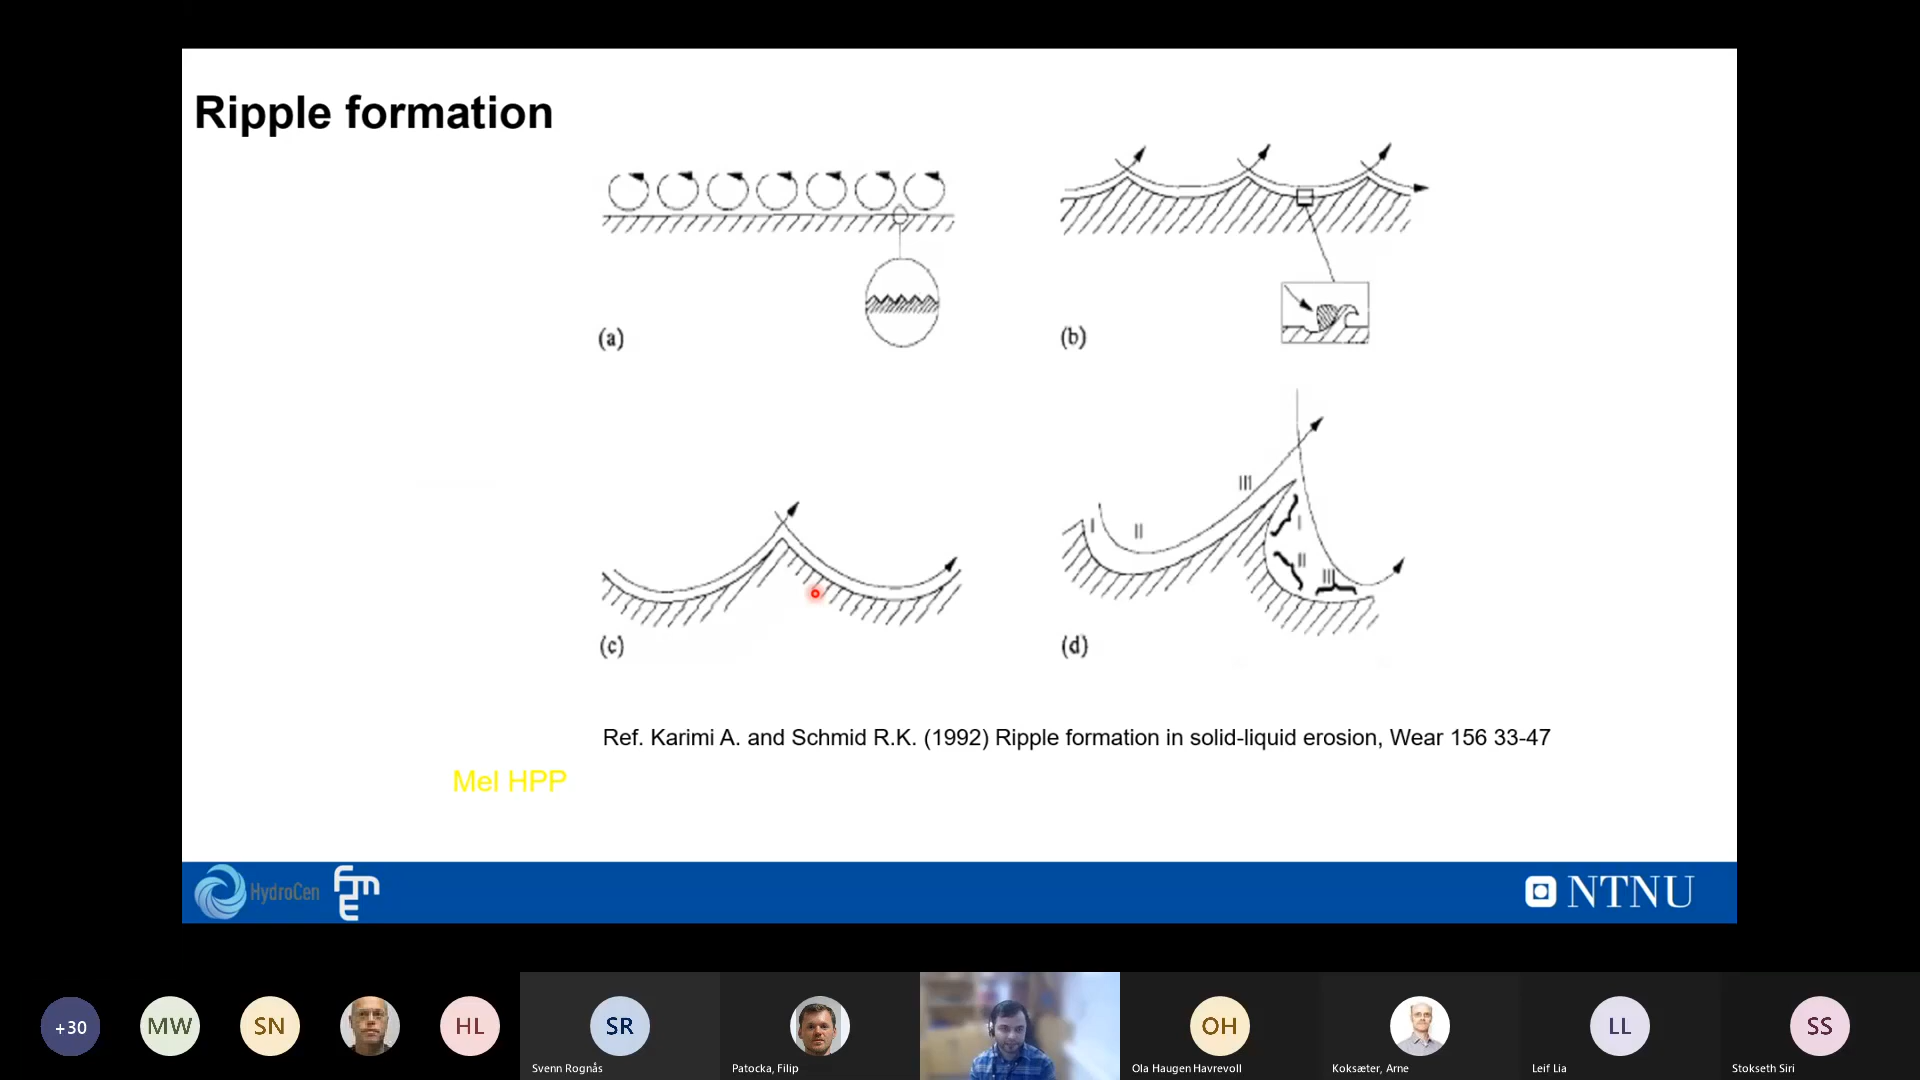 Ripple formation
(a)
(b)
III
I
II
I
II
III
(c)
(d)
Ref. Karimi A. and Schmid R.K. (1992) Ripple formation in solid-liquid erosion, Wear 156 33-47
Mel HPP
HydroCen
fme
NTNU
+30
MW
SN
HL
SR
OH
LL
SS
Svenn Rognås
Patocka, Filip
Ola Haugen Havrevoll
Koksæter, Arne
Leif Lia
Stokseth Siri